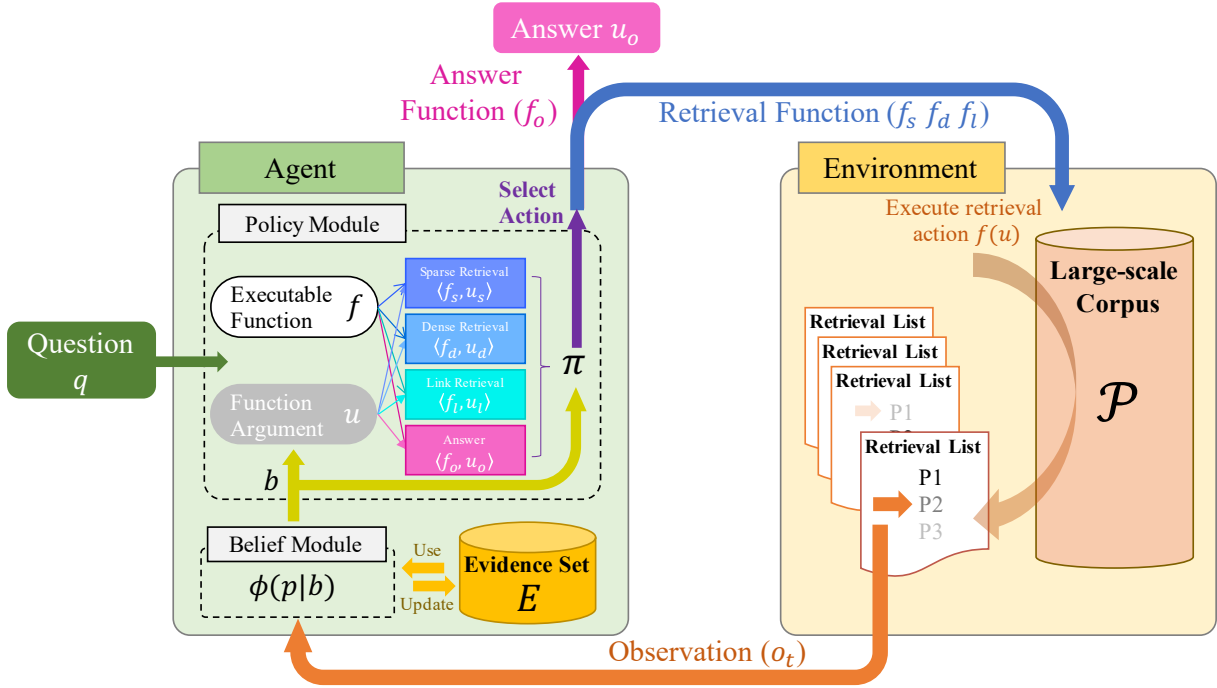 Answer u_o
Answer
Function (f_o)
Retrieval Function (f_s f_d f_l)
Agent
Environment
Select
Action
Policy Module
Execute retrieval
action f(u)
Executable
Function f
Sparse Retrieval
⟨f_s, u_s⟩
Dense Retrieval
⟨f_d, u_d⟩
Link Retrieval
⟨f_l, u_l⟩
Answer
⟨f_o, u_o⟩
π
Question
q
Function
Argument u
b
Large-scale
Corpus
𝒫
Retrieval List
Retrieval List
Retrieval List
P1
Retrieval List
P1
P2
P3
Belief Module
ϕ(p|b)
Use
Update
Evidence Set
E
Observation (o_t)